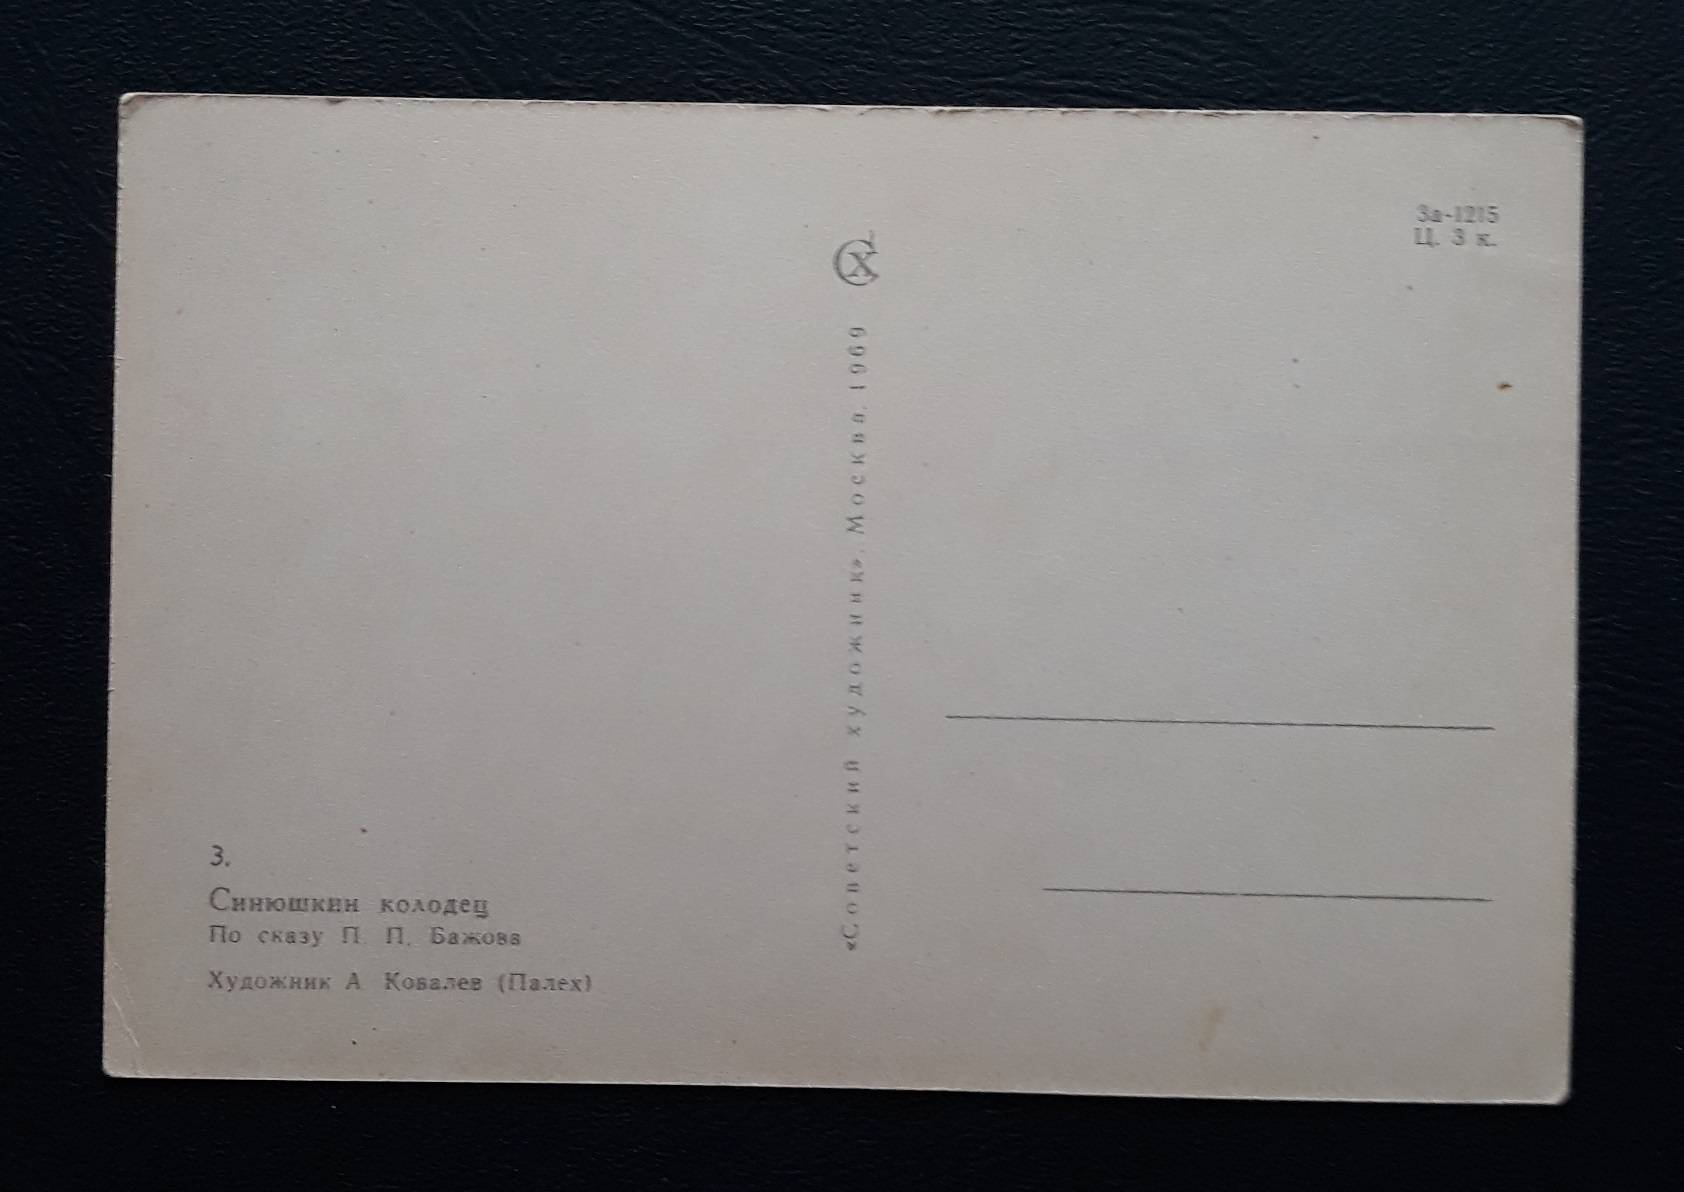 3.
Синюшкин колодец
По сказу П. П. Бажова
Художник А. Ковалев (Палех)
СХ
«Советский художник». Москва. 1969
3а-1215
Ц. 3 к.